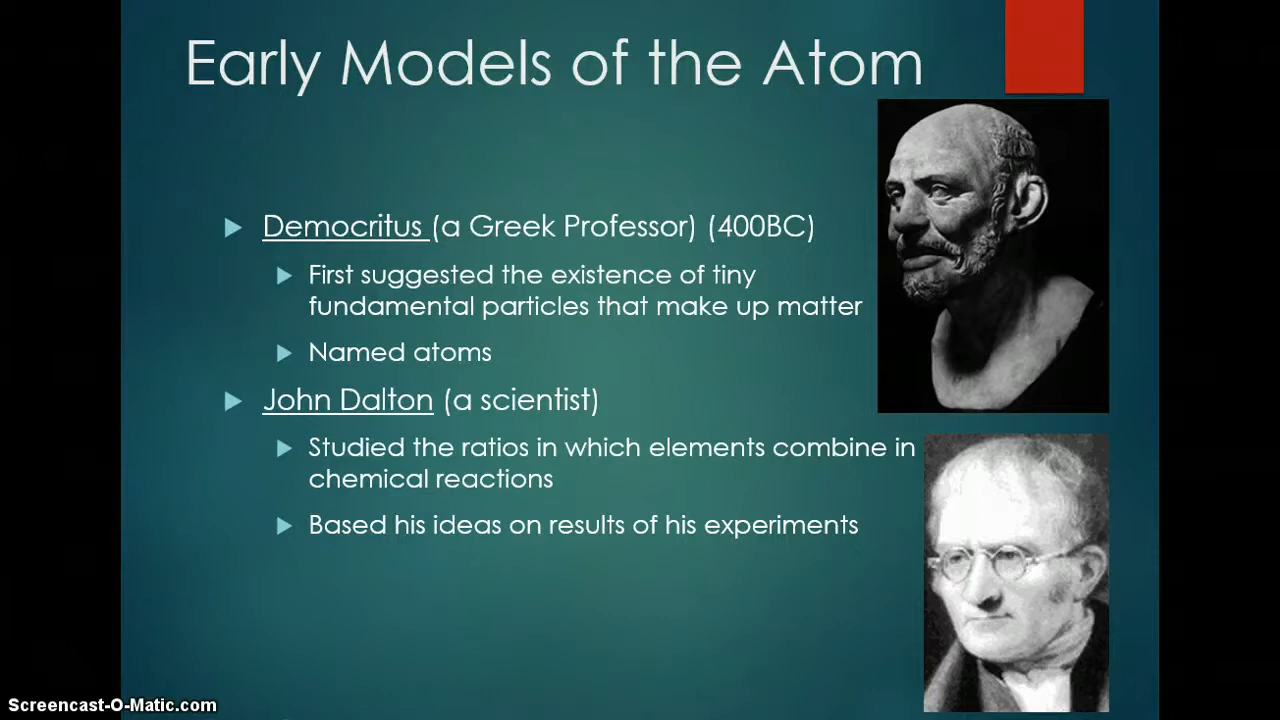 Early Models of the Atom
Democritus (a Greek Professor) (400BC)
First suggested the existence of tiny
fundamental particles that make up matter
Named atoms
John Dalton (a scientist)
Studied the ratios in which elements combine in
chemical reactions
Based his ideas on results of his experiments
Screencast-O-Matic.com